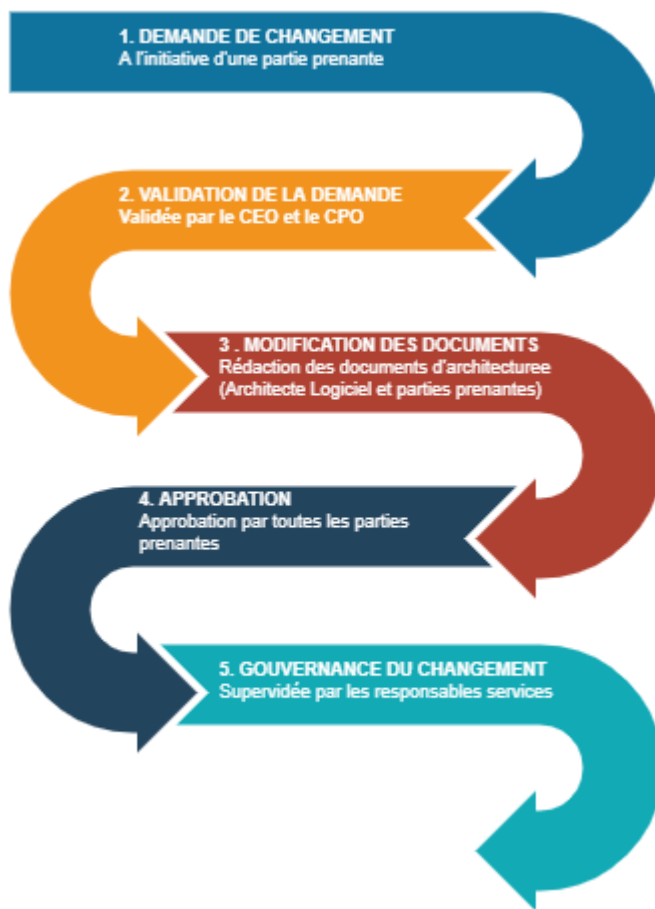 1. DEMANDE DE CHANGEMENT
A l'initiative d'une partie prenante
2. VALIDATION DE LA DEMANDE
Validée par le CEO et le CPO
3 . MODIFICATION DES DOCUMENTS
Rédaction des documents d'architecturee
(Architecte Logiciel et parties prenantes)
4. APPROBATION
Approbation par toutes les parties
prenantes
5. GOUVERNANCE DU CHANGEMENT
Supervidée par les responsables services